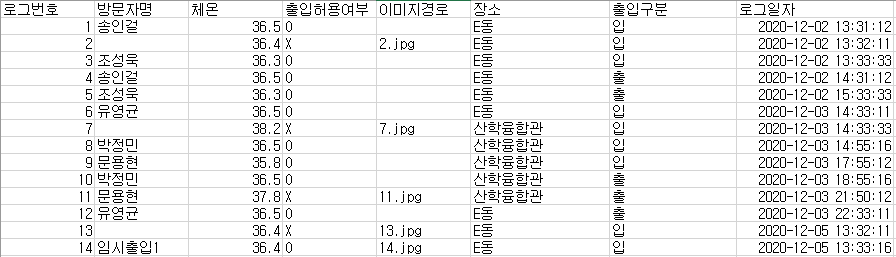 로그번호 방문자명 체온 출입허용여부 이미지경로 장소 출입구분 로그일자
1 송인걸 36.5 O E동 입 2020-12-02 13:31:12
2 36.4 X 2.jpg E동 입 2020-12-02 13:32:11
3 조성욱 36.3 O E동 입 2020-12-02 13:33:33
4 송인걸 36.5 O E동 출 2020-12-02 14:31:12
5 조성욱 36.3 O E동 출 2020-12-02 15:33:33
6 유영균 36.5 O E동 입 2020-12-03 14:33:11
7 38.2 X 7.jpg 산학융합관 입 2020-12-03 14:33:33
8 박정민 36.5 O 산학융합관 입 2020-12-03 14:55:16
9 문용현 35.8 O 산학융합관 입 2020-12-03 17:55:12
10 박정민 36.5 O 산학융합관 출 2020-12-03 18:55:16
11 문용현 37.8 X 11.jpg 산학융합관 출 2020-12-03 21:50:12
12 유영균 36.5 O E동 출 2020-12-03 22:33:11
13 36.4 X 13.jpg E동 입 2020-12-05 13:32:11
14 임시출입1 36.4 O 14.jpg E동 입 2020-12-05 13:33:16